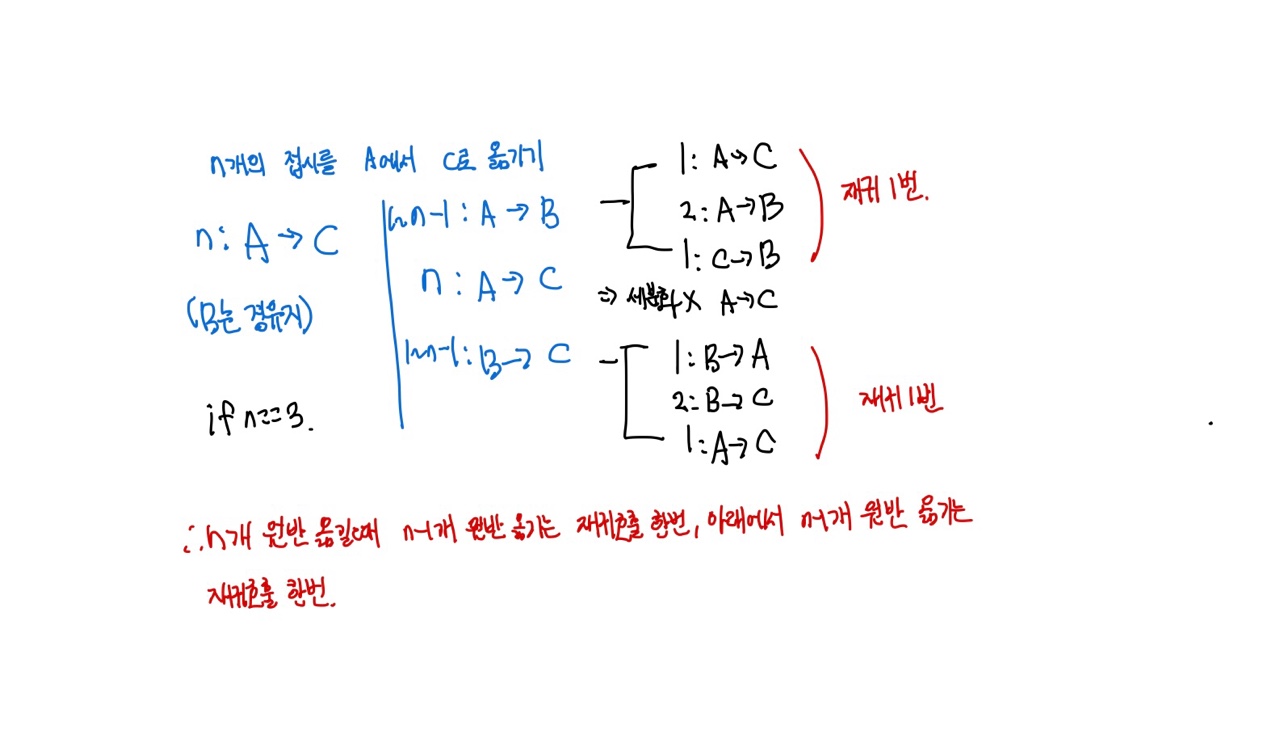 n개의 접시를 A에서 C로 옮기기
n: A → C
(B는 경유지)
if n==3.
1~n-1 : A → B
n : A → C
1~n-1 : B → C
1: A → C
2: A → B
1: C → B
재귀 1번.
⇒ 세분화 X A → C
1: B → A
2: B → C
1: A → C
재귀 1번
∴ n개 원반 옮길때 n-1개 원반 옮기는 재귀호출 한번, 아래에서 n-1개 원반 옮기는
재귀호출 한번.